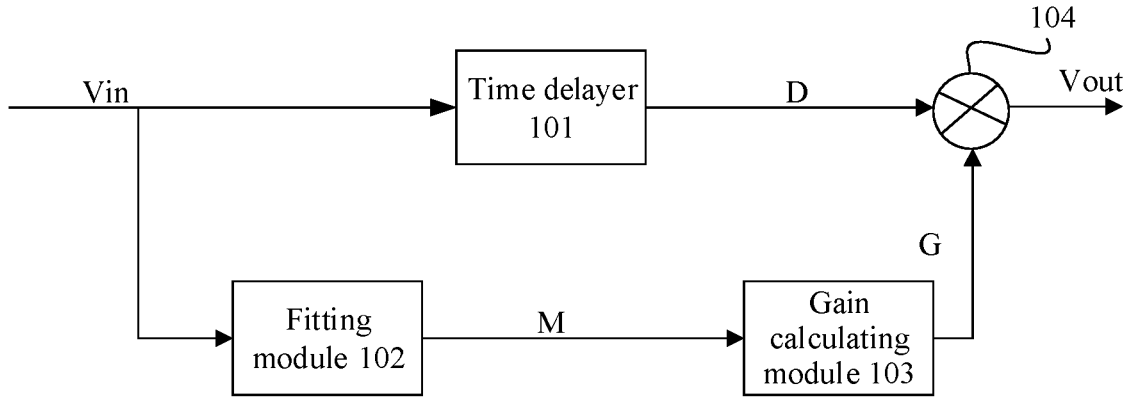 104
Vin
Time delayer
101
D
Vout
G
Fitting
module 102
M
Gain
calculating
module 103